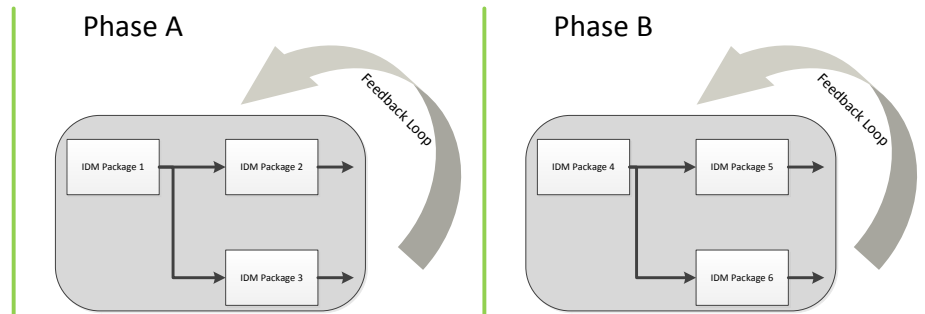 Phase A
Feedback Loop
IDM Package 1
IDM Package 2
IDM Package 3
Phase B
Feedback Loop
IDM Package 4
IDM Package 5
IDM Package 6